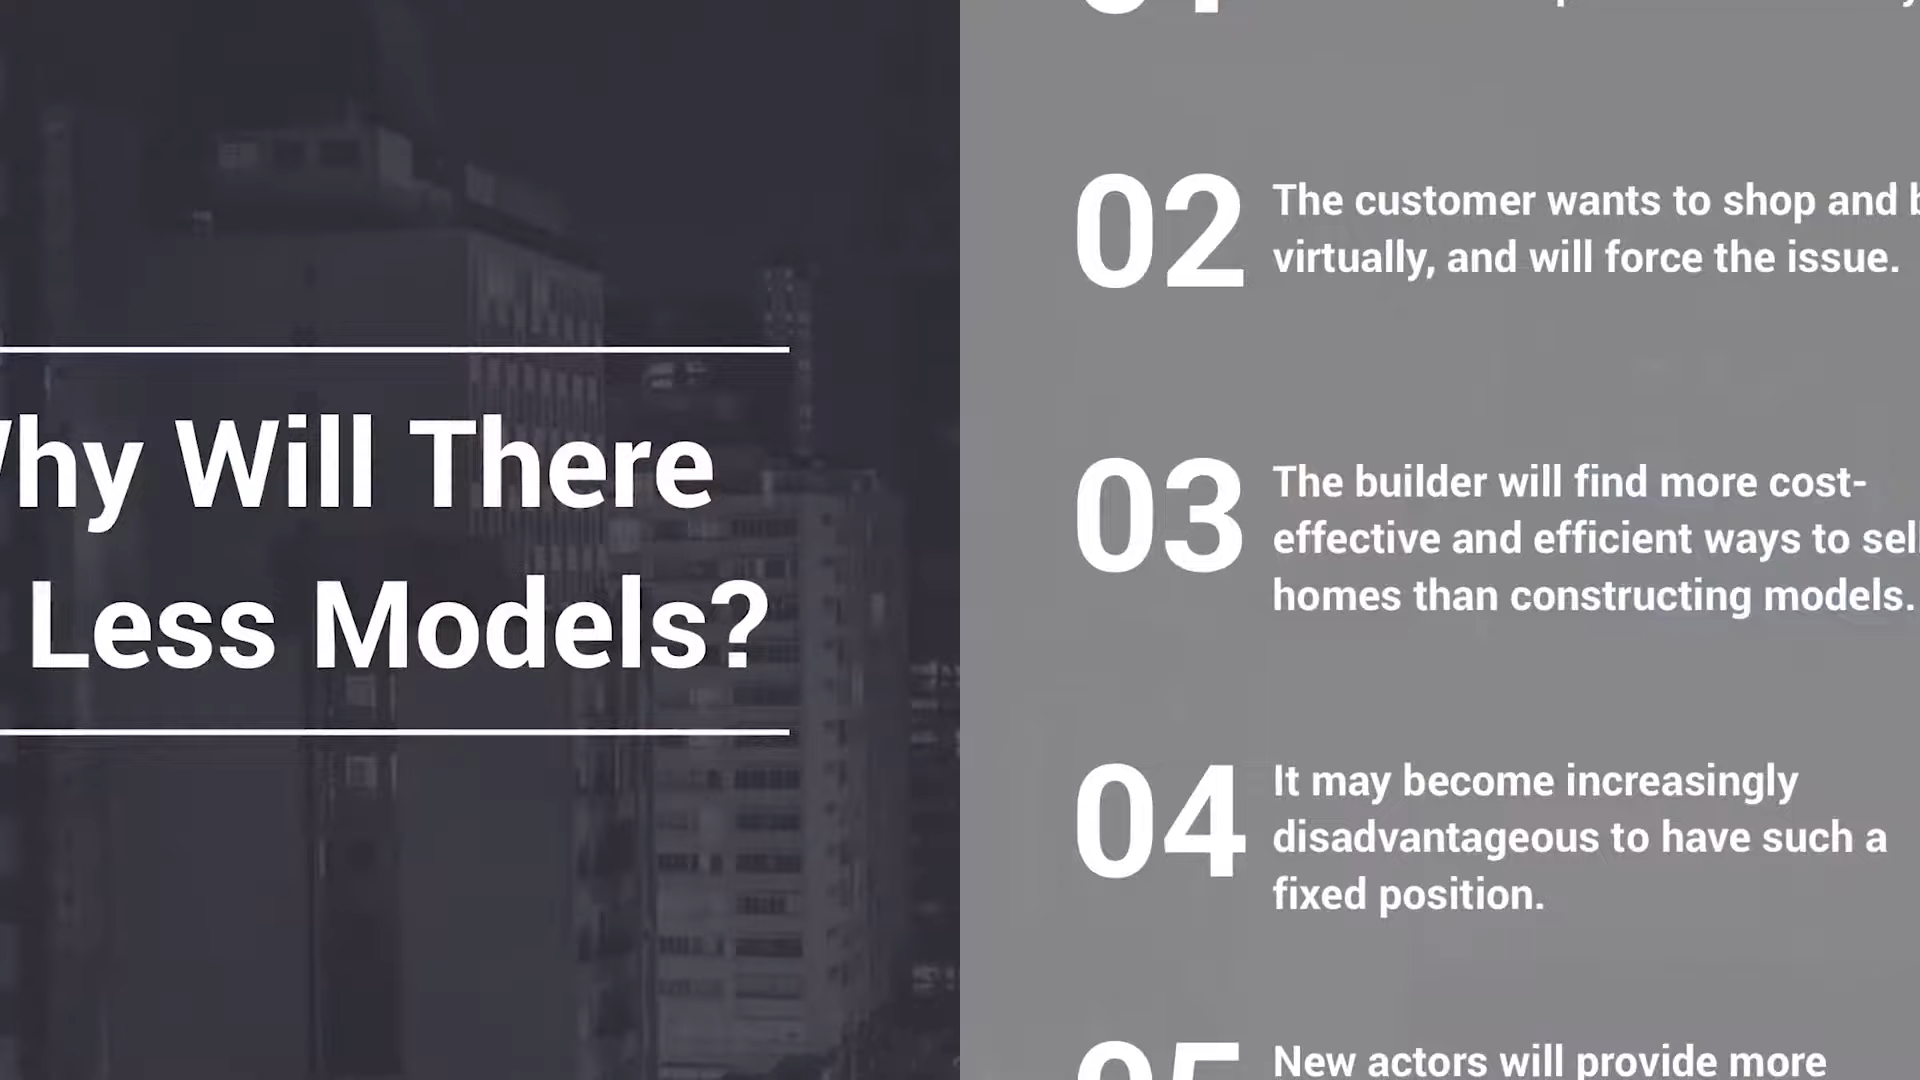 Will There
Less Models?
02
The customer wants to shop and
virtually, and will force the issue.
03
The builder will find more cost-
effective and efficient ways to sell
homes than constructing models.
04
It may become increasingly
disadvantageous to have such a
fixed position.
05
New actors will provide more